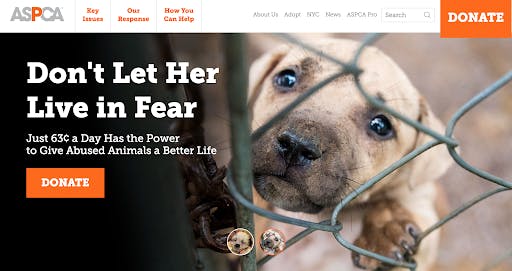 ASPCA
Key
Issues
Our
Response
How You
Can Help
About Us Adopt NYC News ASPCA Pro Search
DONATE
Don't Let Her
Live in Fear
Just 63¢ a Day Has the Power
to Give Abused Animals a Better Life
DONATE